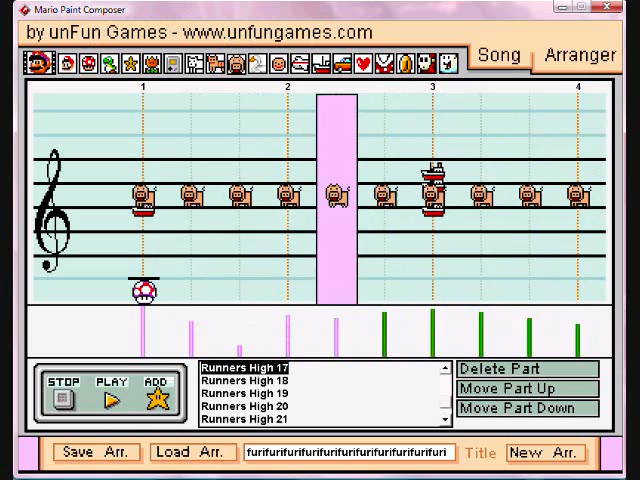 Mario Paint Composer
by unFun Games - www.unfungames.com
Song
Arranger
1 2 3 4
STOP PLAY ADD
Runners High 17
Runners High 18
Runners High 19
Runners High 20
Runners High 21
Delete Part
Move Part Up
Move Part Down
Save Arr.
Load Arr.
furifurifurifurifurifurifurifurifurifurifuri
Title
New Arr.